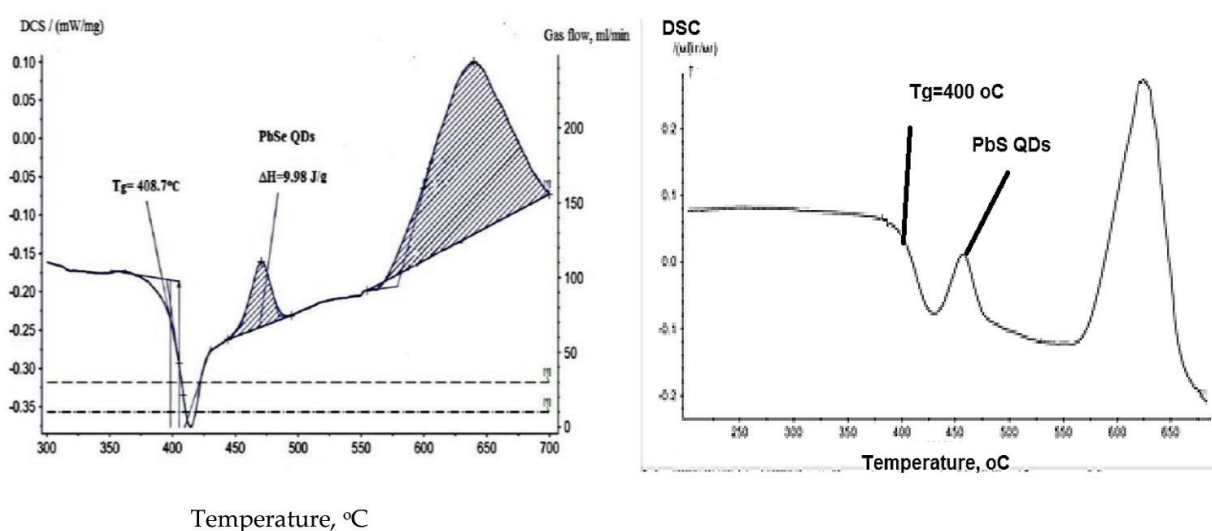 DCS / (mW/mg)
Gas flow, ml/min
0.10
0.05
0.00
-0.05
-0.10
-0.15
-0.20
-0.25
-0.30
-0.35
200
150
100
50
0
PbSe QDs
ΔH=9.98 J/g
Tg= 408.7°C
300 350 400 450 500 550 600 650 700
Temperature, °C
DSC
Tg=400 oC
PbS QDs
0.2
0.1
0.0
-0.2
250 350 400 450 500 550 600 650
Temperature, oC